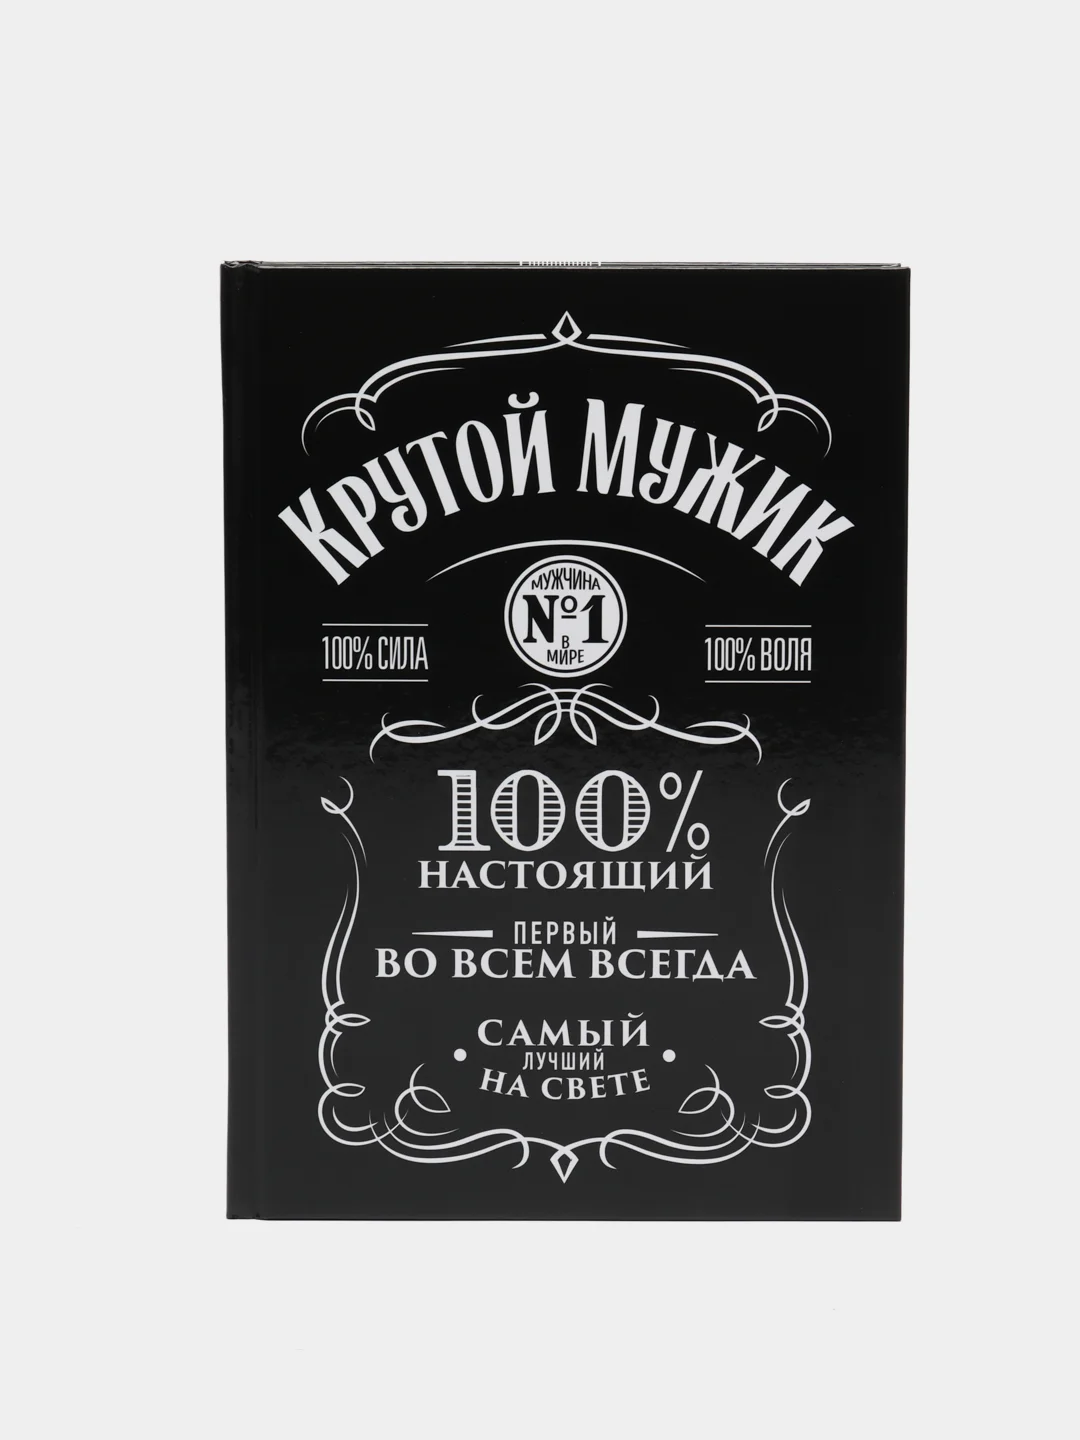 КРУТОЙ МУЖИК
МУЖЧИНА
№1
В
МИРЕ
100% СИЛА
100% ВОЛЯ
100%
НАСТОЯЩИЙ
ПЕРВЫЙ
ВО ВСЕМ ВСЕГДА
САМЫЙ
ЛУЧШИЙ
НА СВЕТЕ